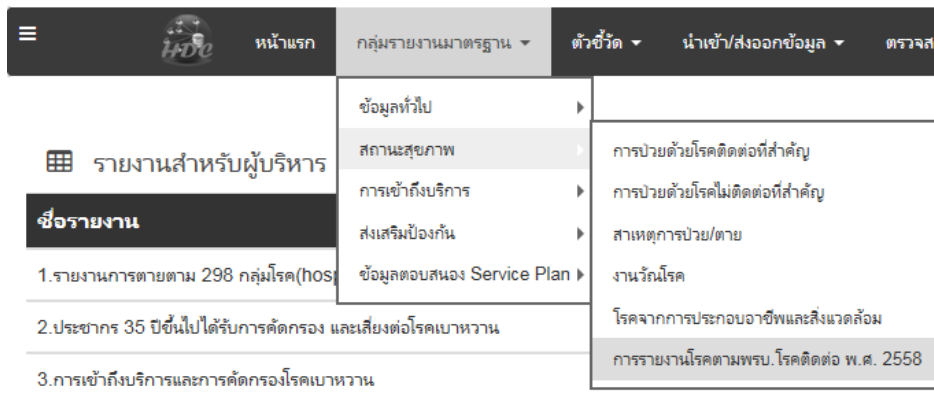 HDC
หน้าแรก
กลุ่มรายงานมาตรฐาน
ตัวชี้วัด
นำเข้า/ส่งออกข้อมูล
ข้อมูลทั่วไป
สถานะสุขภาพ
การเข้าถึงบริการ
ส่งเสริมป้องกัน
ข้อมูลตอบสนอง Service Plan
การป่วยด้วยโรคติดต่อที่สำคัญ
การป่วยด้วยโรคไม่ติดต่อที่สำคัญ
สาเหตุการป่วย/ตาย
งานวัณโรค
โรคจากการประกอบอาชีพและสิ่งแวดล้อม
การรายงานโรคตามพรบ.โรคติดต่อ พ.ศ. 2558
รายงานสำหรับผู้บริหาร
ชื่อรายงาน
1.รายงานการตายตาม 298 กลุ่มโรค
2.ประชากร 35 ปีขึ้นไปได้รับการคัดกรอง และเสี่ยงต่อโรคเบาหวาน
3.การเข้าถึงบริการและการคัดกรองโรคเบาหวาน